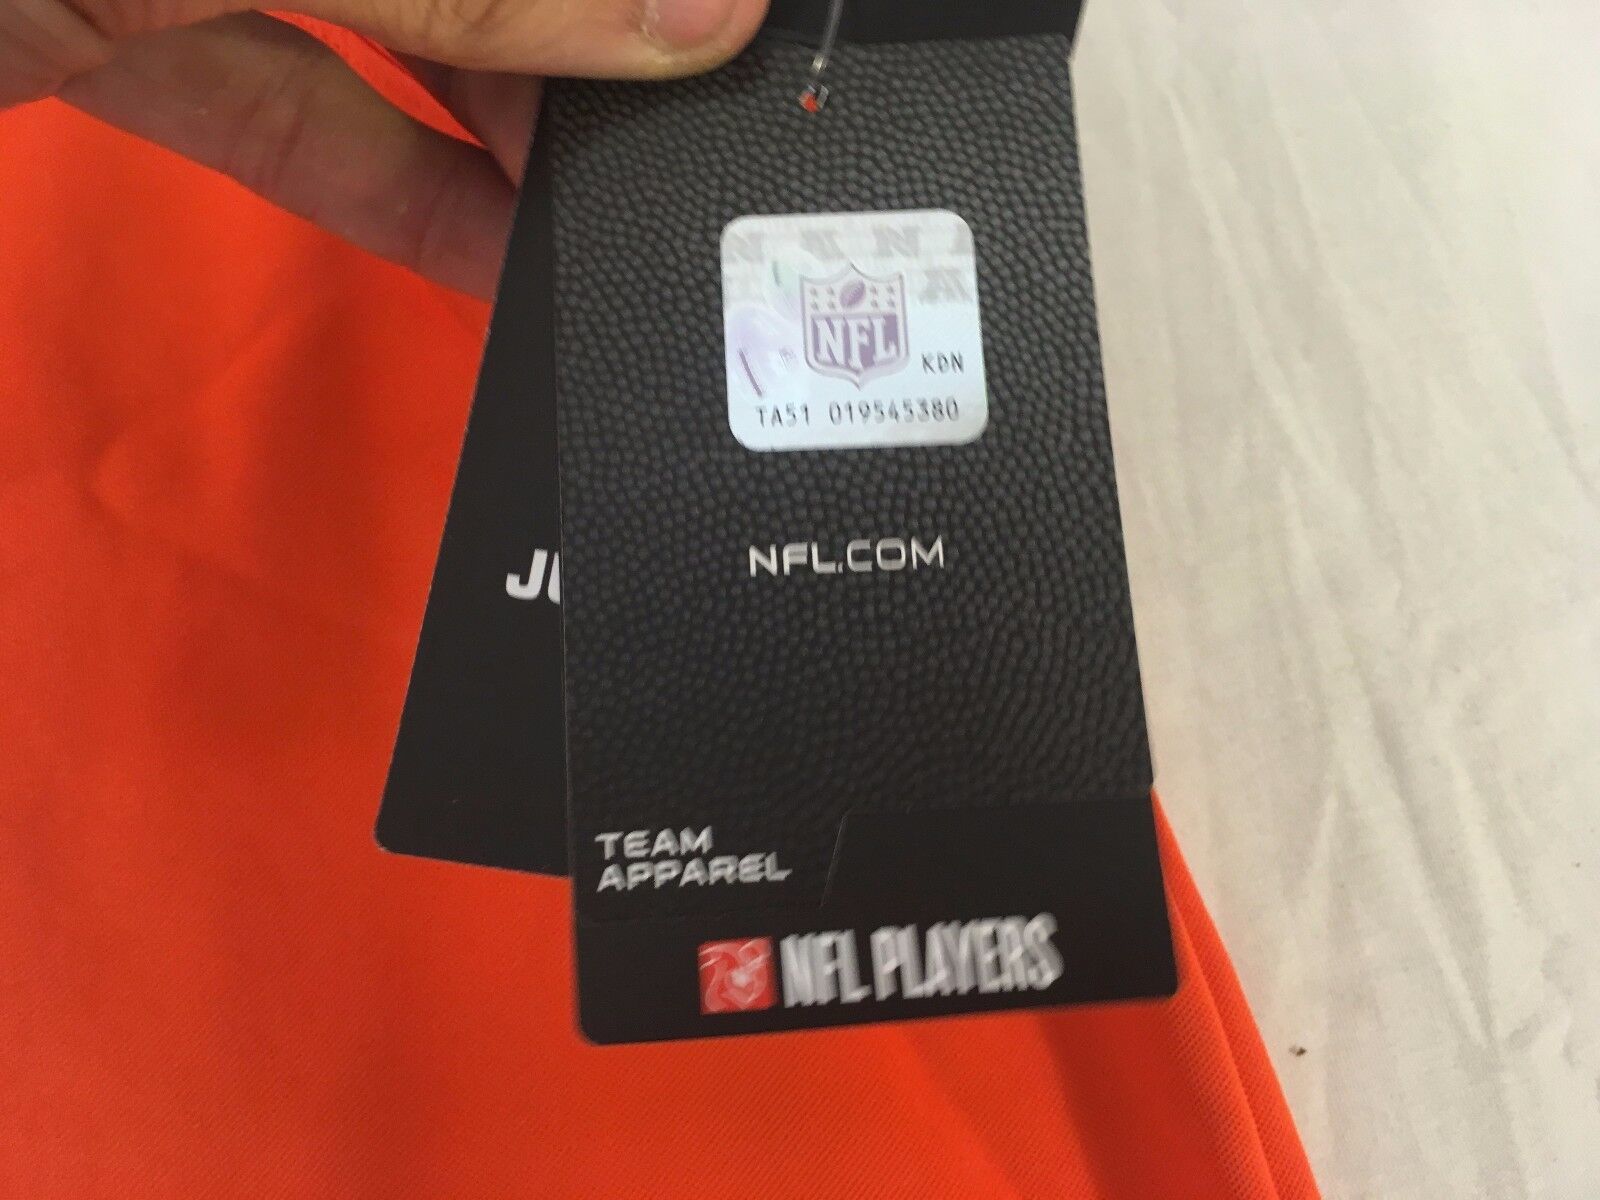 NFL
KDN
TA51 019545380
NFL.COM
JU
TEAM
APPAREL
NFL PLAYERS